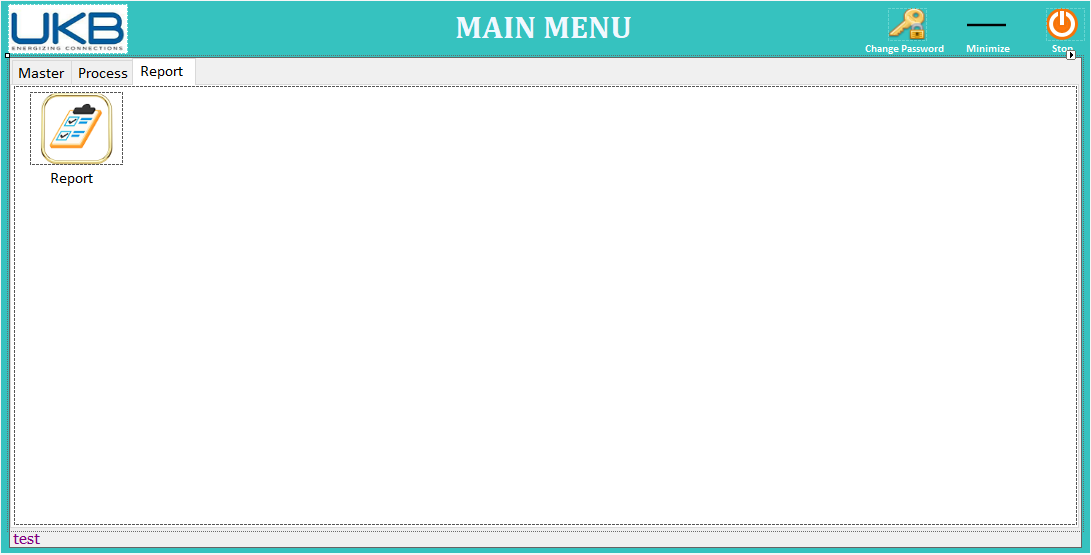 UKB
ENERGIZING CONNECTIONS
MAIN MENU
Change Password
Minimize
Stop
Master
Process
Report
Report
test